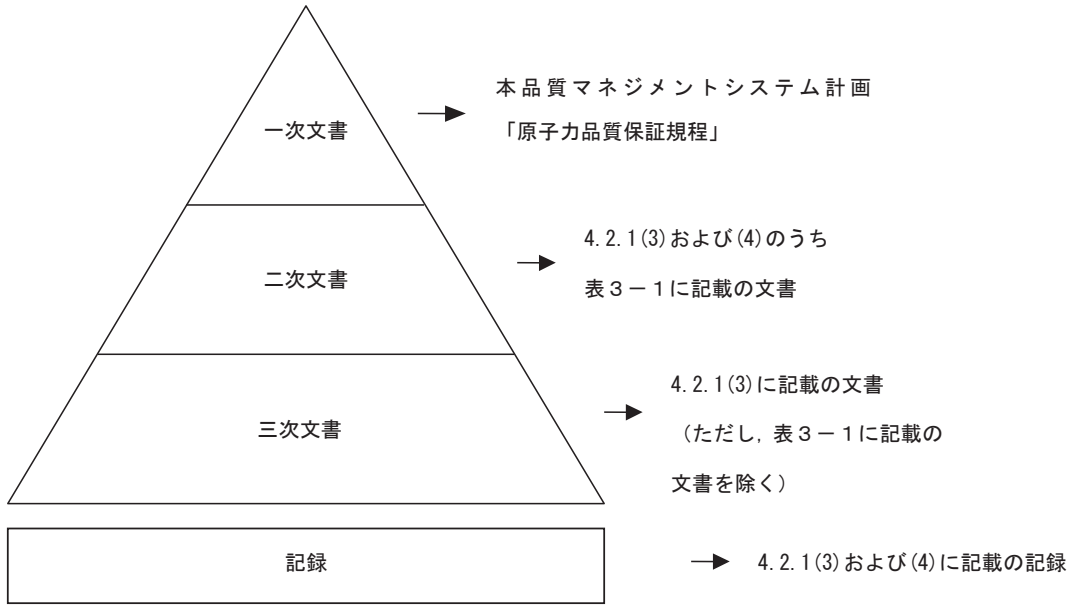 一次文書
本品質マネジメントシステム計画
「原子力品質保証規程」
二次文書
4.2.1(3)および(4)のうち
表3-1に記載の文書
三次文書
4.2.1(3)に記載の文書
(ただし,表3-1に記載の
文書を除く)
記録
4.2.1(3)および(4)に記載の記録